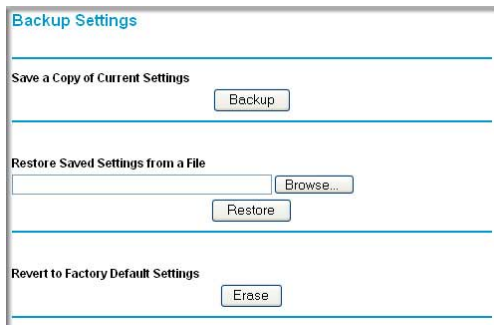 Backup Settings
Save a Copy of Current Settings
Backup
Restore Saved Settings from a File
Browse...
Restore
Revert to Factory Default Settings
Erase